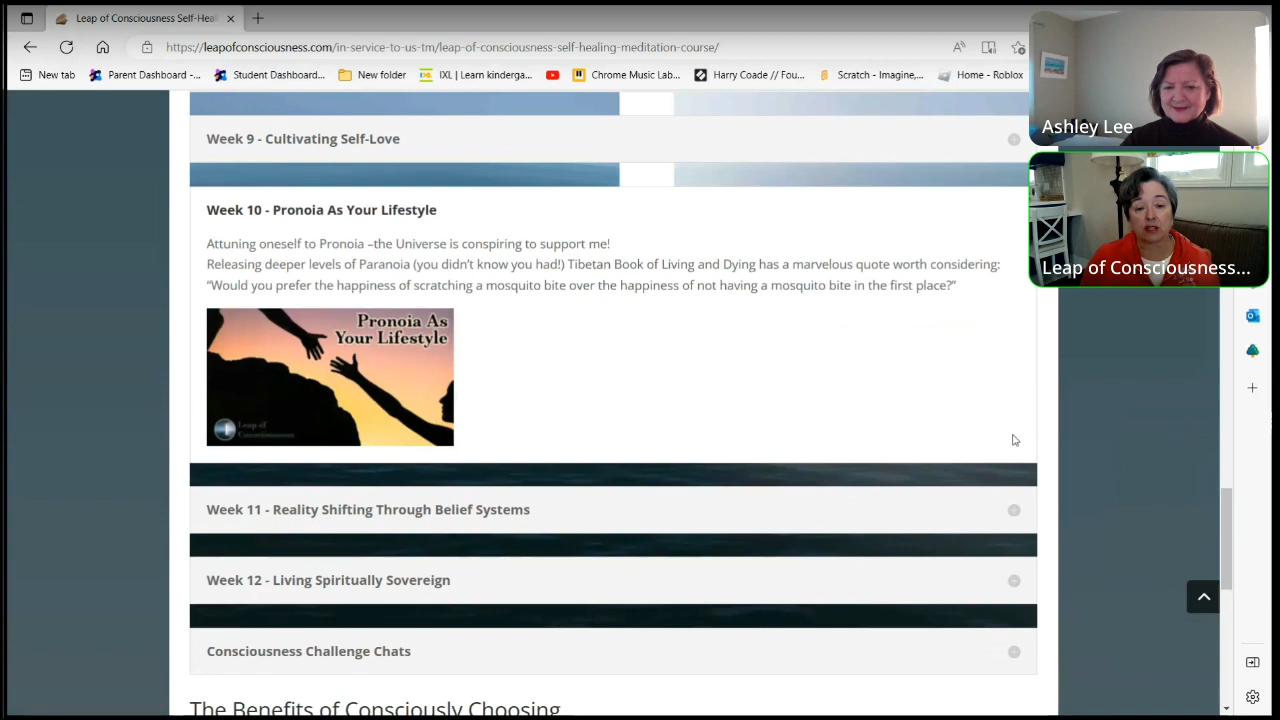 Leap of Consciousness Self-Hea
https://leapofconsciousness.com/in-service-to-us-tm/leap-of-consciousness-self-healing-meditation-course/
New tab
Parent Dashboard -...
Student Dashboard...
New folder
IXL | Learn kinderga...
Chrome Music Lab...
Harry Coade // Fou...
Scratch - Imagine,...
Home - Roblox
Ashley Lee
Leap of Consciousness...
Week 9 - Cultivating Self-Love
Week 10 - Pronoia As Your Lifestyle
Attuning oneself to Pronoia –the Universe is conspiring to support me!
Releasing deeper levels of Paranoia (you didn’t know you had!) Tibetan Book of Living and Dying has a marvelous quote worth considering:
“Would you prefer the happiness of scratching a mosquito bite over the happiness of not having a mosquito bite in the first place?”
Pronoia As
Your Lifestyle
Leap of
Consciousness
Week 11 - Reality Shifting Through Belief Systems
Week 12 - Living Spiritually Sovereign
Consciousness Challenge Chats
The Benefits of Consciously Choosing